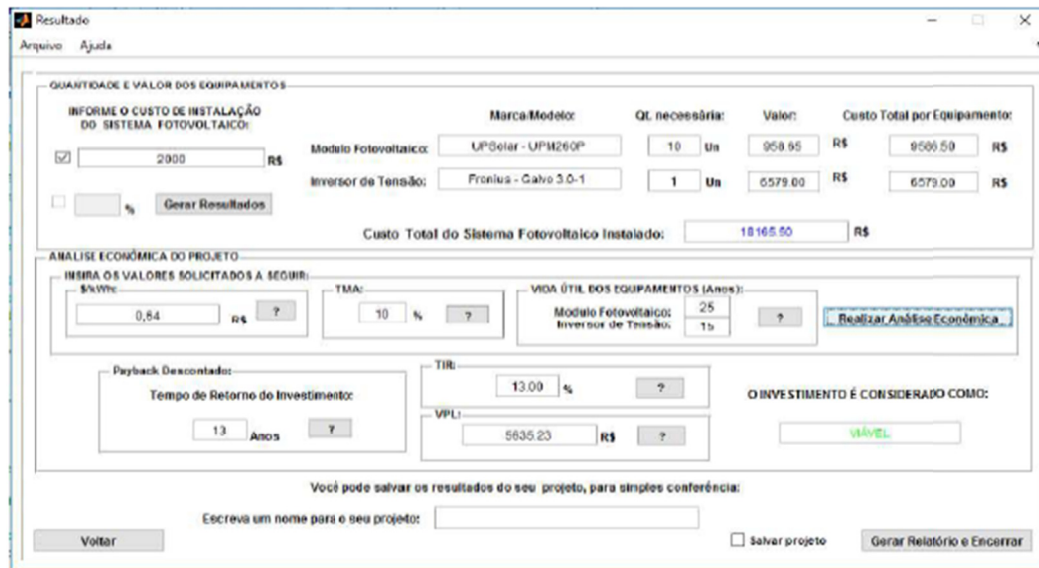 Resultado
Arquivo Ajuda
QUANTIDADE E VALOR DOS EQUIPAMENTOS
INFORME O CUSTO DE INSTALAÇÃO
DO SISTEMA FOTOVOLTAICO:
Marca/Modelo: Qt. necessária: Valor: Custo Total por Equipamento:
2000 R$ Modulo Fotovoltaico: UPSolar - UPM260P 10 Un 958.65 R$ 9586.50 R$
Inversor de Tensão: Fronius - Galvo 3.0-1 1 Un 6579.00 R$ 6579.00 R$
% Gerar Resultados
Custo Total do Sistema Fotovoltaico Instalado: 18165.50 R$
ANALISE ECONÔMICA DO PROJETO
INSIRA OS VALORES SOLICITADOS A SEGUIR:
$/kWh: TMA: VIDA ÚTIL DOS EQUIPAMENTOS (Anos):
0,64 R$ ? 10 % ? Modulo Fotovoltaico: 25 ? Realizar Análise Econômica
Inversor de Tensão: 15
Payback Descontado: TIR:
Tempo de Retorno do Investimento: 13.00 % ? O INVESTIMENTO É CONSIDERADO COMO:
VPL:
13 Anos ? 5635.23 R$ ? VIÁVEL
Você pode salvar os resultados do seu projeto, para simples conferência:
Escreva um nome para o seu projeto:
Voltar Salvar projeto Gerar Relatório e Encerrar